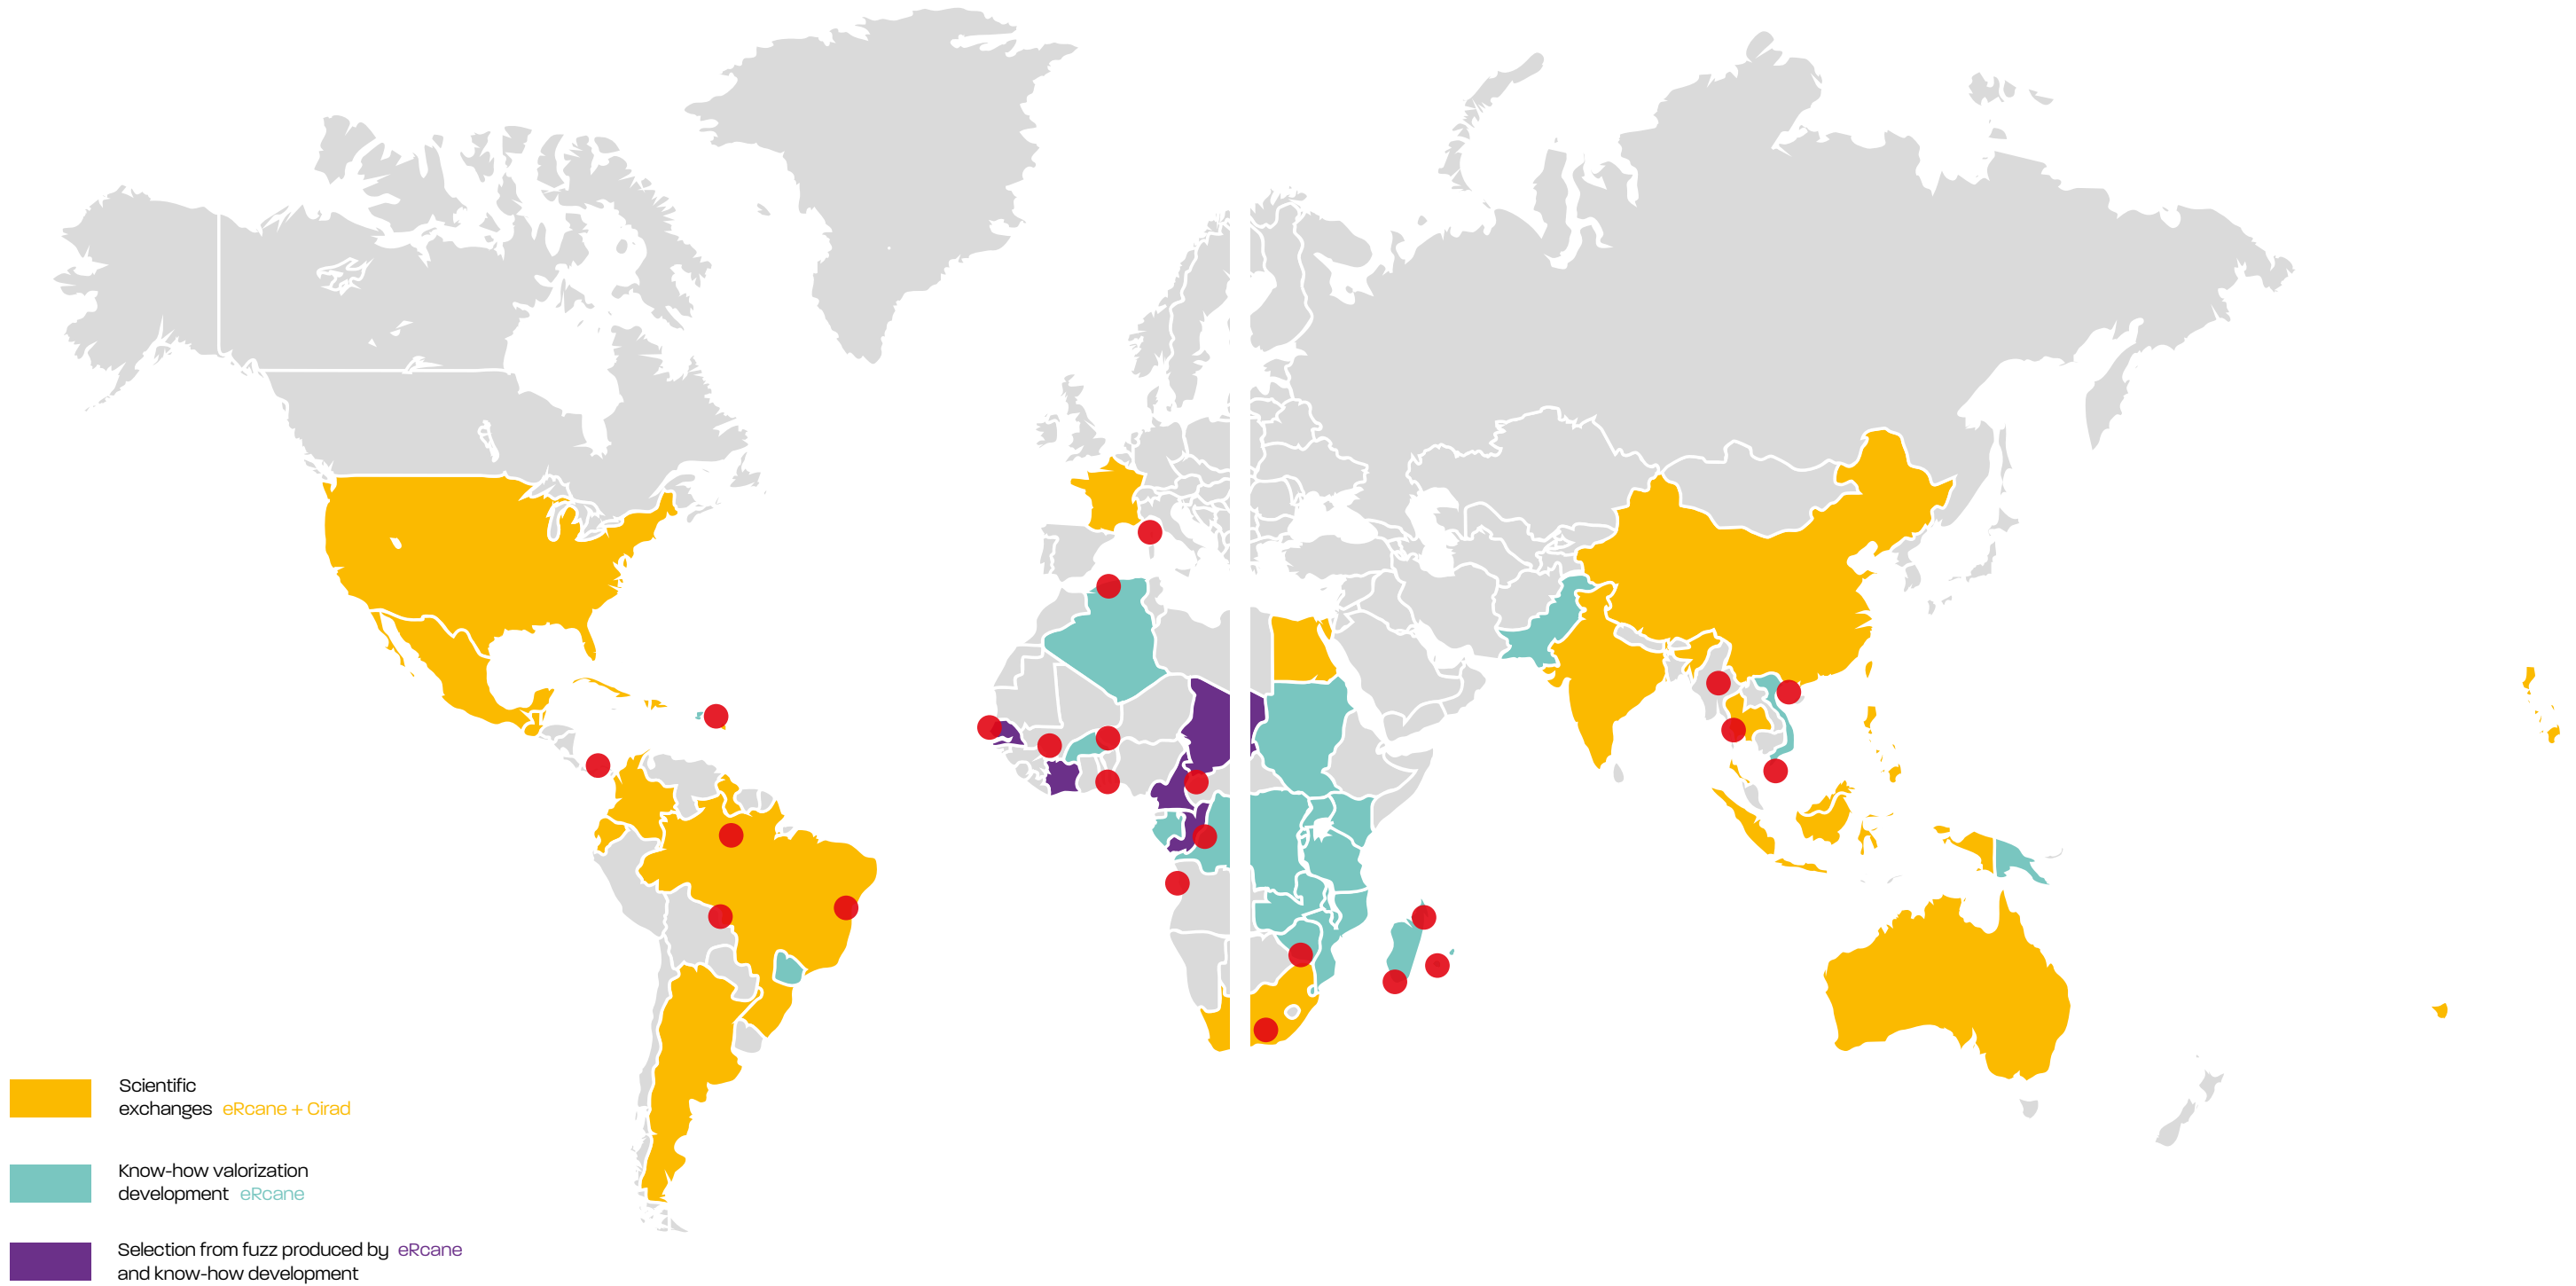 Scientific
exchanges eRcane + Cirad
Know-how valorization
development eRcane
Selection from fuzz produced by eRcane
and know-how development